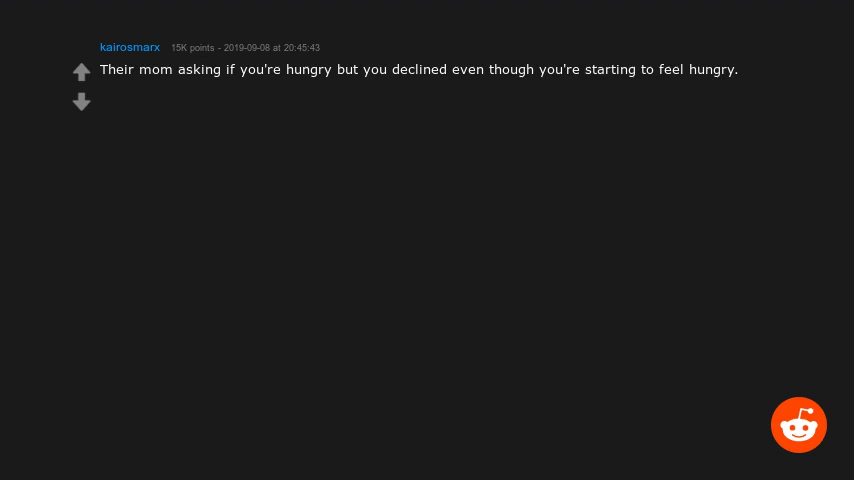 kairosmarx 15K points - 2019-09-08 at 20:45:43
Their mom asking if you're hungry but you declined even though you're starting to feel hungry.